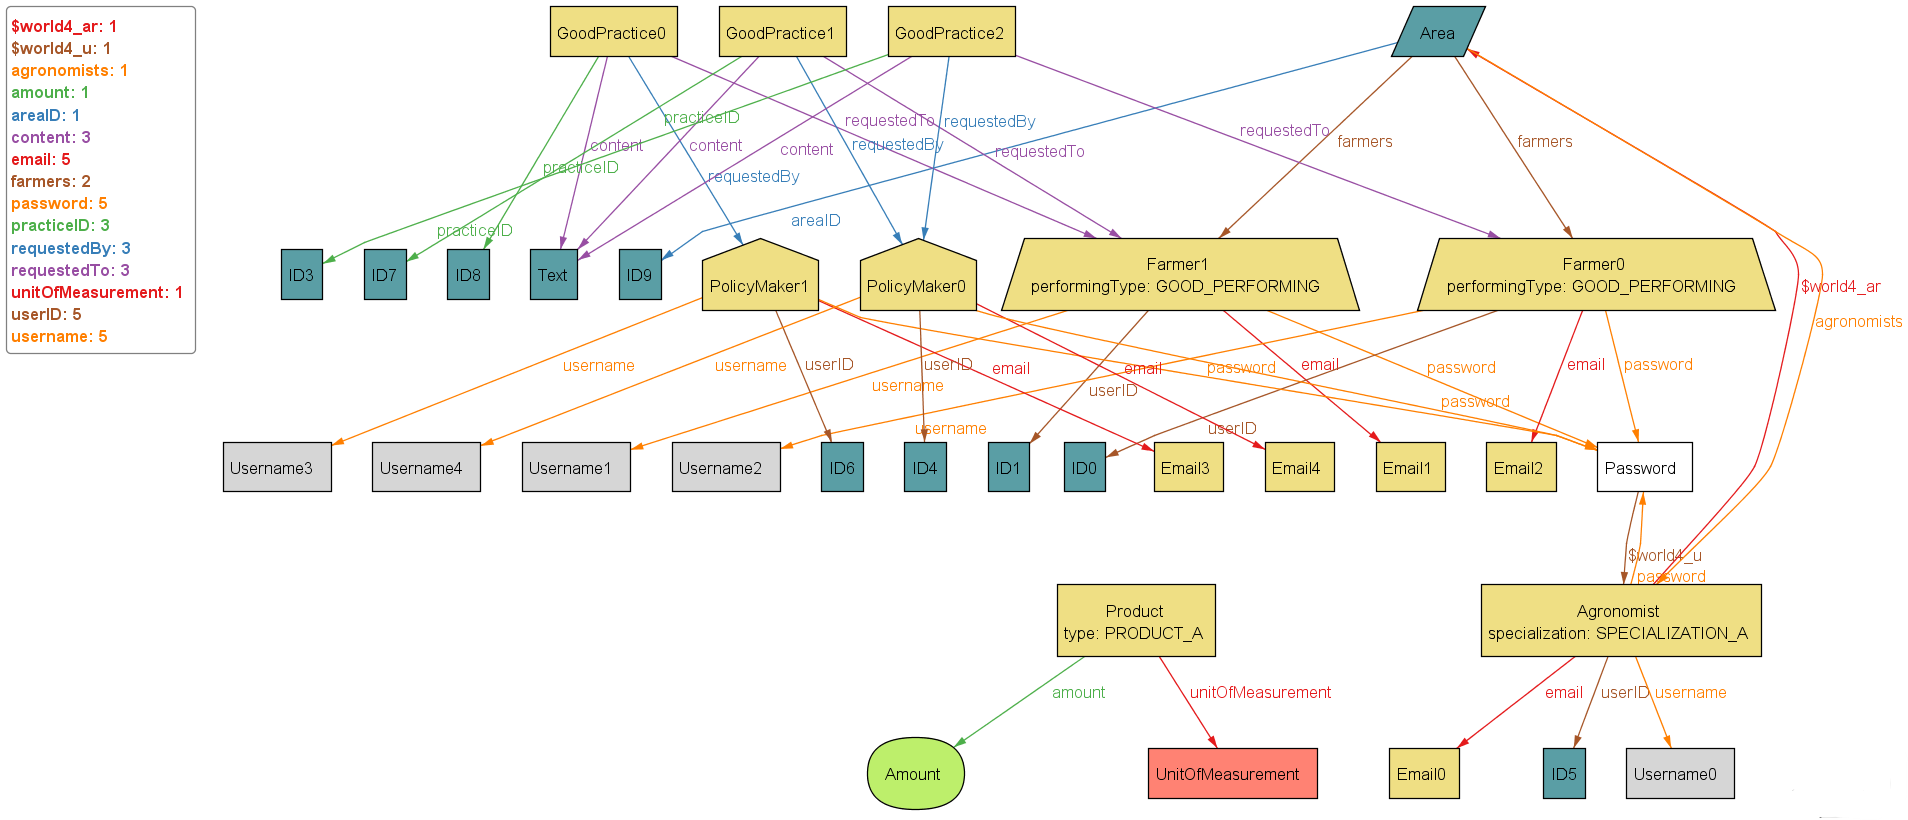 $world4_ar: 1
$world4_u: 1
agronomists: 1
amount: 1
areaID: 1
content: 3
email: 5
farmers: 2
password: 5
practiceID: 3
requestedBy: 3
requestedTo: 3
unitOfMeasurement: 1
userID: 5
username: 5
GoodPractice0
GoodPractice1
GoodPractice2
Area
practiceID
requestedTo
requestedBy
requestedTo
content
content
content
requestedBy
requestedTo
farmers
farmers
practiceID
requestedBy
areaID
practiceID
ID3
ID7
ID8
Text
ID9
PolicyMaker1
PolicyMaker0
Farmer1
performingType: GOOD_PERFORMING
Farmer0
performingType: GOOD_PERFORMING
$world4_ar
agronomists
username
username
userID
username
userID
email
email
userID
password
email
password
password
email
password
username
userID
Username3
Username4
Username1
Username2
ID6
ID4
ID1
ID0
Email3
Email4
Email1
Email2
Password
$world4_u
password
Product
type: PRODUCT_A
Agronomist
specialization: SPECIALIZATION_A
amount
unitOfMeasurement
email
userID
username
Amount
UnitOfMeasurement
Email0
ID5
Username0